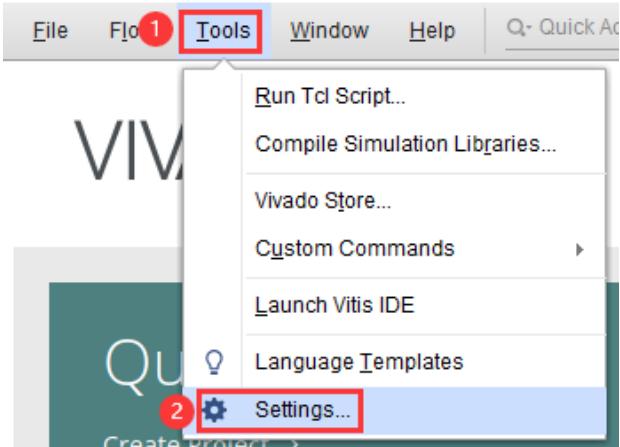 File Flo 1 Tools Window Help Q- Quick Ac
Run Tcl Script...
Compile Simulation Libraries...
VIV
Vivado Store...
Custom Commands
Launch Vitis IDE
Qu
Language Templates
2 Settings...
Create Project >